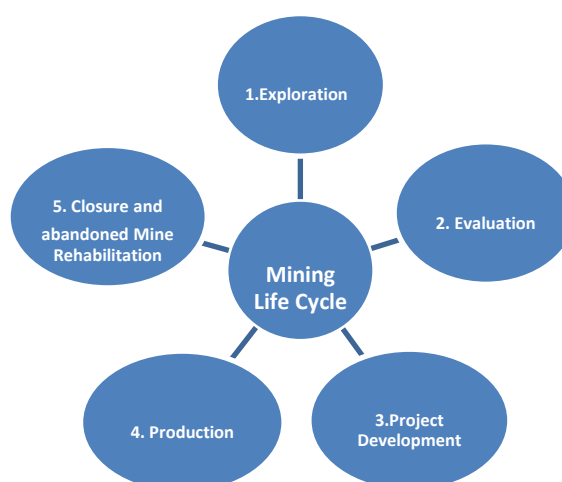 1.Exploration
2. Evaluation
3.Project
Development
4. Production
5. Closure and
abandoned Mine
Rehabilitation
Mining
Life Cycle